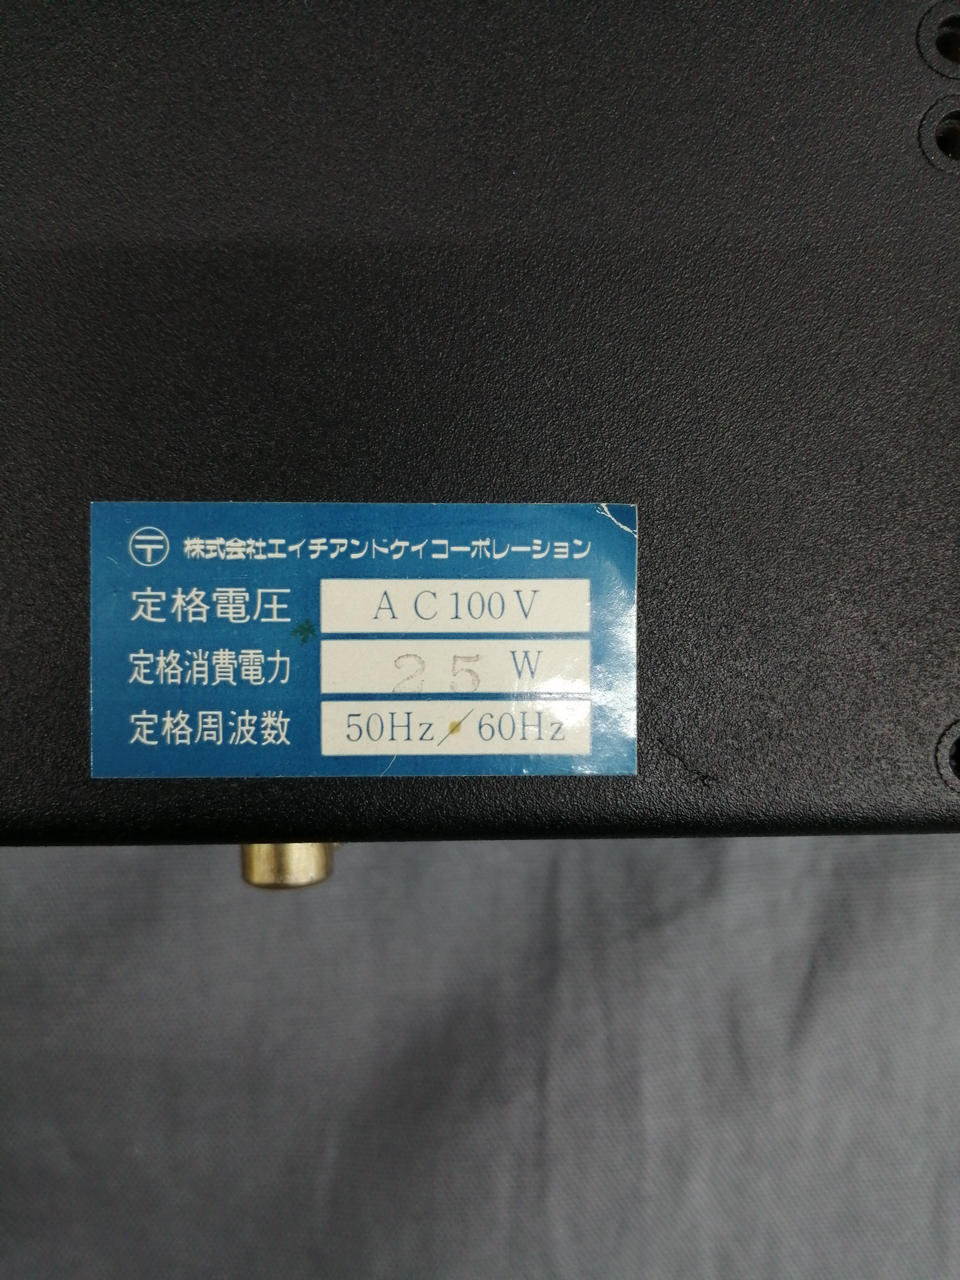 〒 株式会社エイチアンドケイコーポレーション
定格電圧 AC100V
定格消費電力 25W
定格周波数 50Hz/60Hz